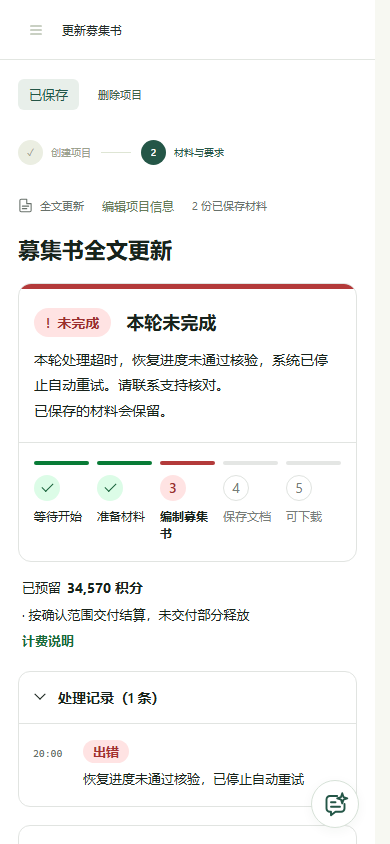 更新募集书
已保存 删除项目
✓ 创建项目 2 材料与要求
全文更新 编辑项目信息 2 份已保存材料
募集书全文更新
! 未完成 本轮未完成
本轮处理超时，恢复进度未通过核验，系统已停
止自动重试。请联系支持核对。
已保存的材料会保留。
3 4 5
等待开始 准备材料 编制募集 保存文档 可下载
书
已预留 34,570 积分
· 按确认范围交付结算，未交付部分释放
计费说明
处理记录（1 条）
20:00 出错
恢复进度未通过核验，已停止自动重试